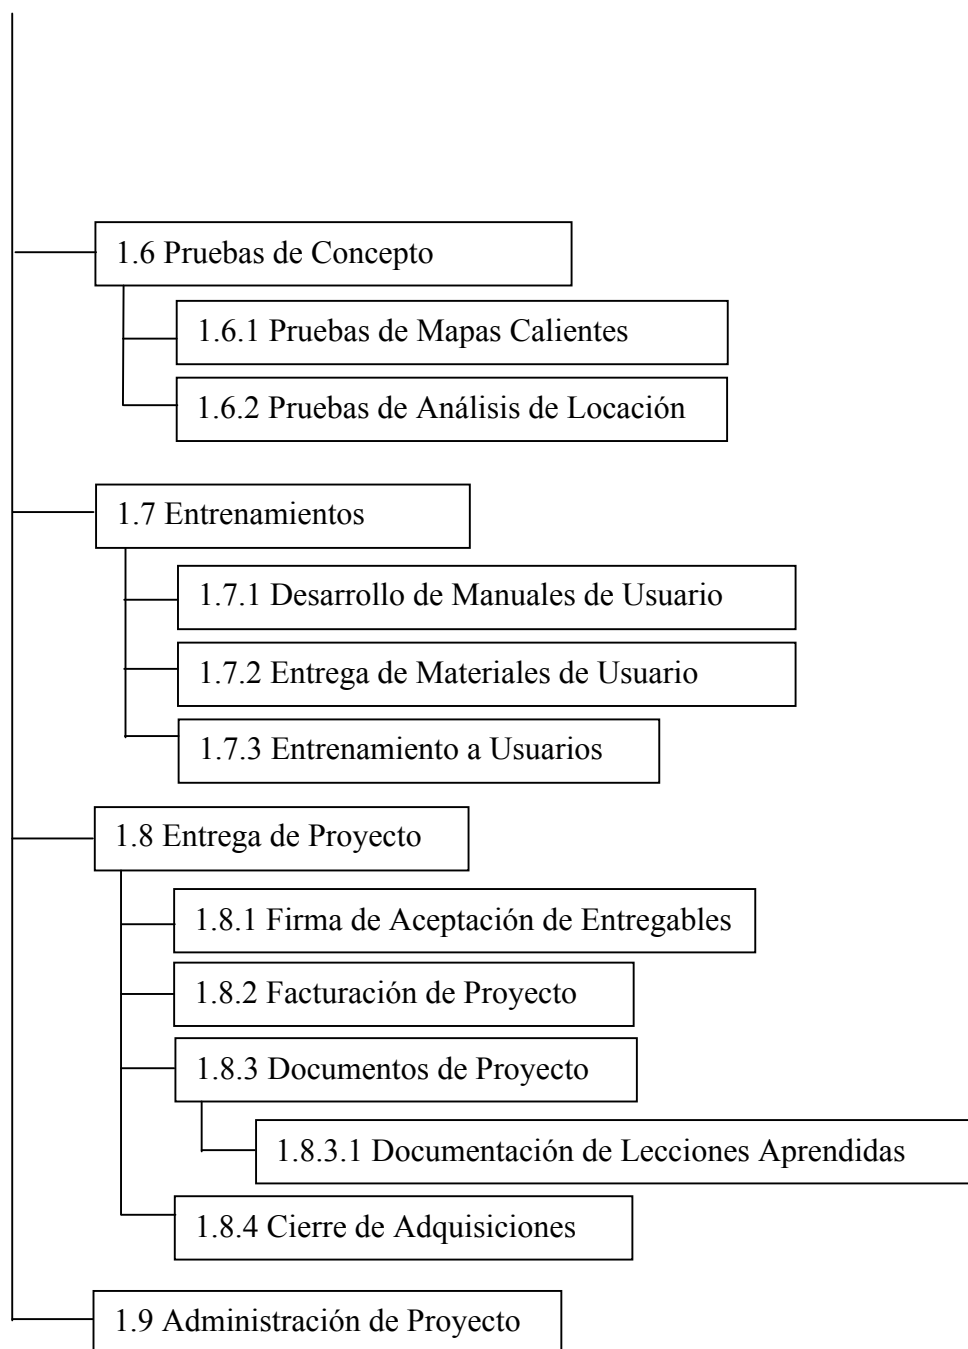 1.6 Pruebas de Concepto
1.6.1 Pruebas de Mapas Calientes
1.6.2 Pruebas de Análisis de Locación
1.7 Entrenamientos
1.7.1 Desarrollo de Manuales de Usuario
1.7.2 Entrega de Materiales de Usuario
1.7.3 Entrenamiento a Usuarios
1.8 Entrega de Proyecto
1.8.1 Firma de Aceptación de Entregables
1.8.2 Facturación de Proyecto
1.8.3 Documentos de Proyecto
1.8.3.1 Documentación de Lecciones Aprendidas
1.8.4 Cierre de Adquisiciones
1.9 Administración de Proyecto